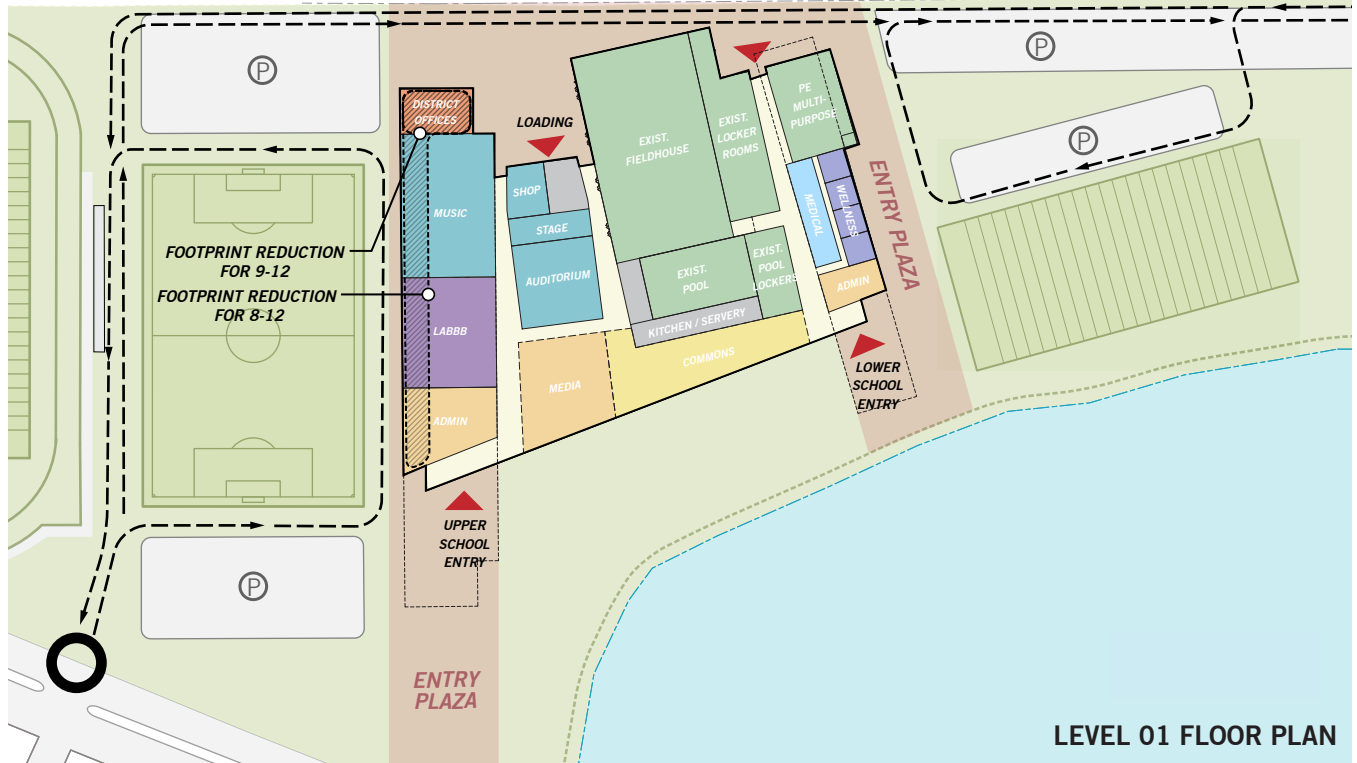 P
P
P
DISTRICT
OFFICES
LOADING
EXIST.
FIELDHOUSE
EXIST.
LOCKER
ROOMS
PE
MULTI-
PURPOSE
SHOP
MUSIC
STAGE
AUDITORIUM
MEDICAL
WELLNESS
ENTRY PLAZA
FOOTPRINT REDUCTION
FOR 9-12
FOOTPRINT REDUCTION
FOR 8-12
EXIST.
POOL
EXIST.
POOL
LOCKERS
ADMIN
LABBB
KITCHEN / SERVERY
COMMONS
MEDIA
ADMIN
LOWER
SCHOOL
ENTRY
UPPER
SCHOOL
ENTRY
P
ENTRY
PLAZA
LEVEL 01 FLOOR PLAN